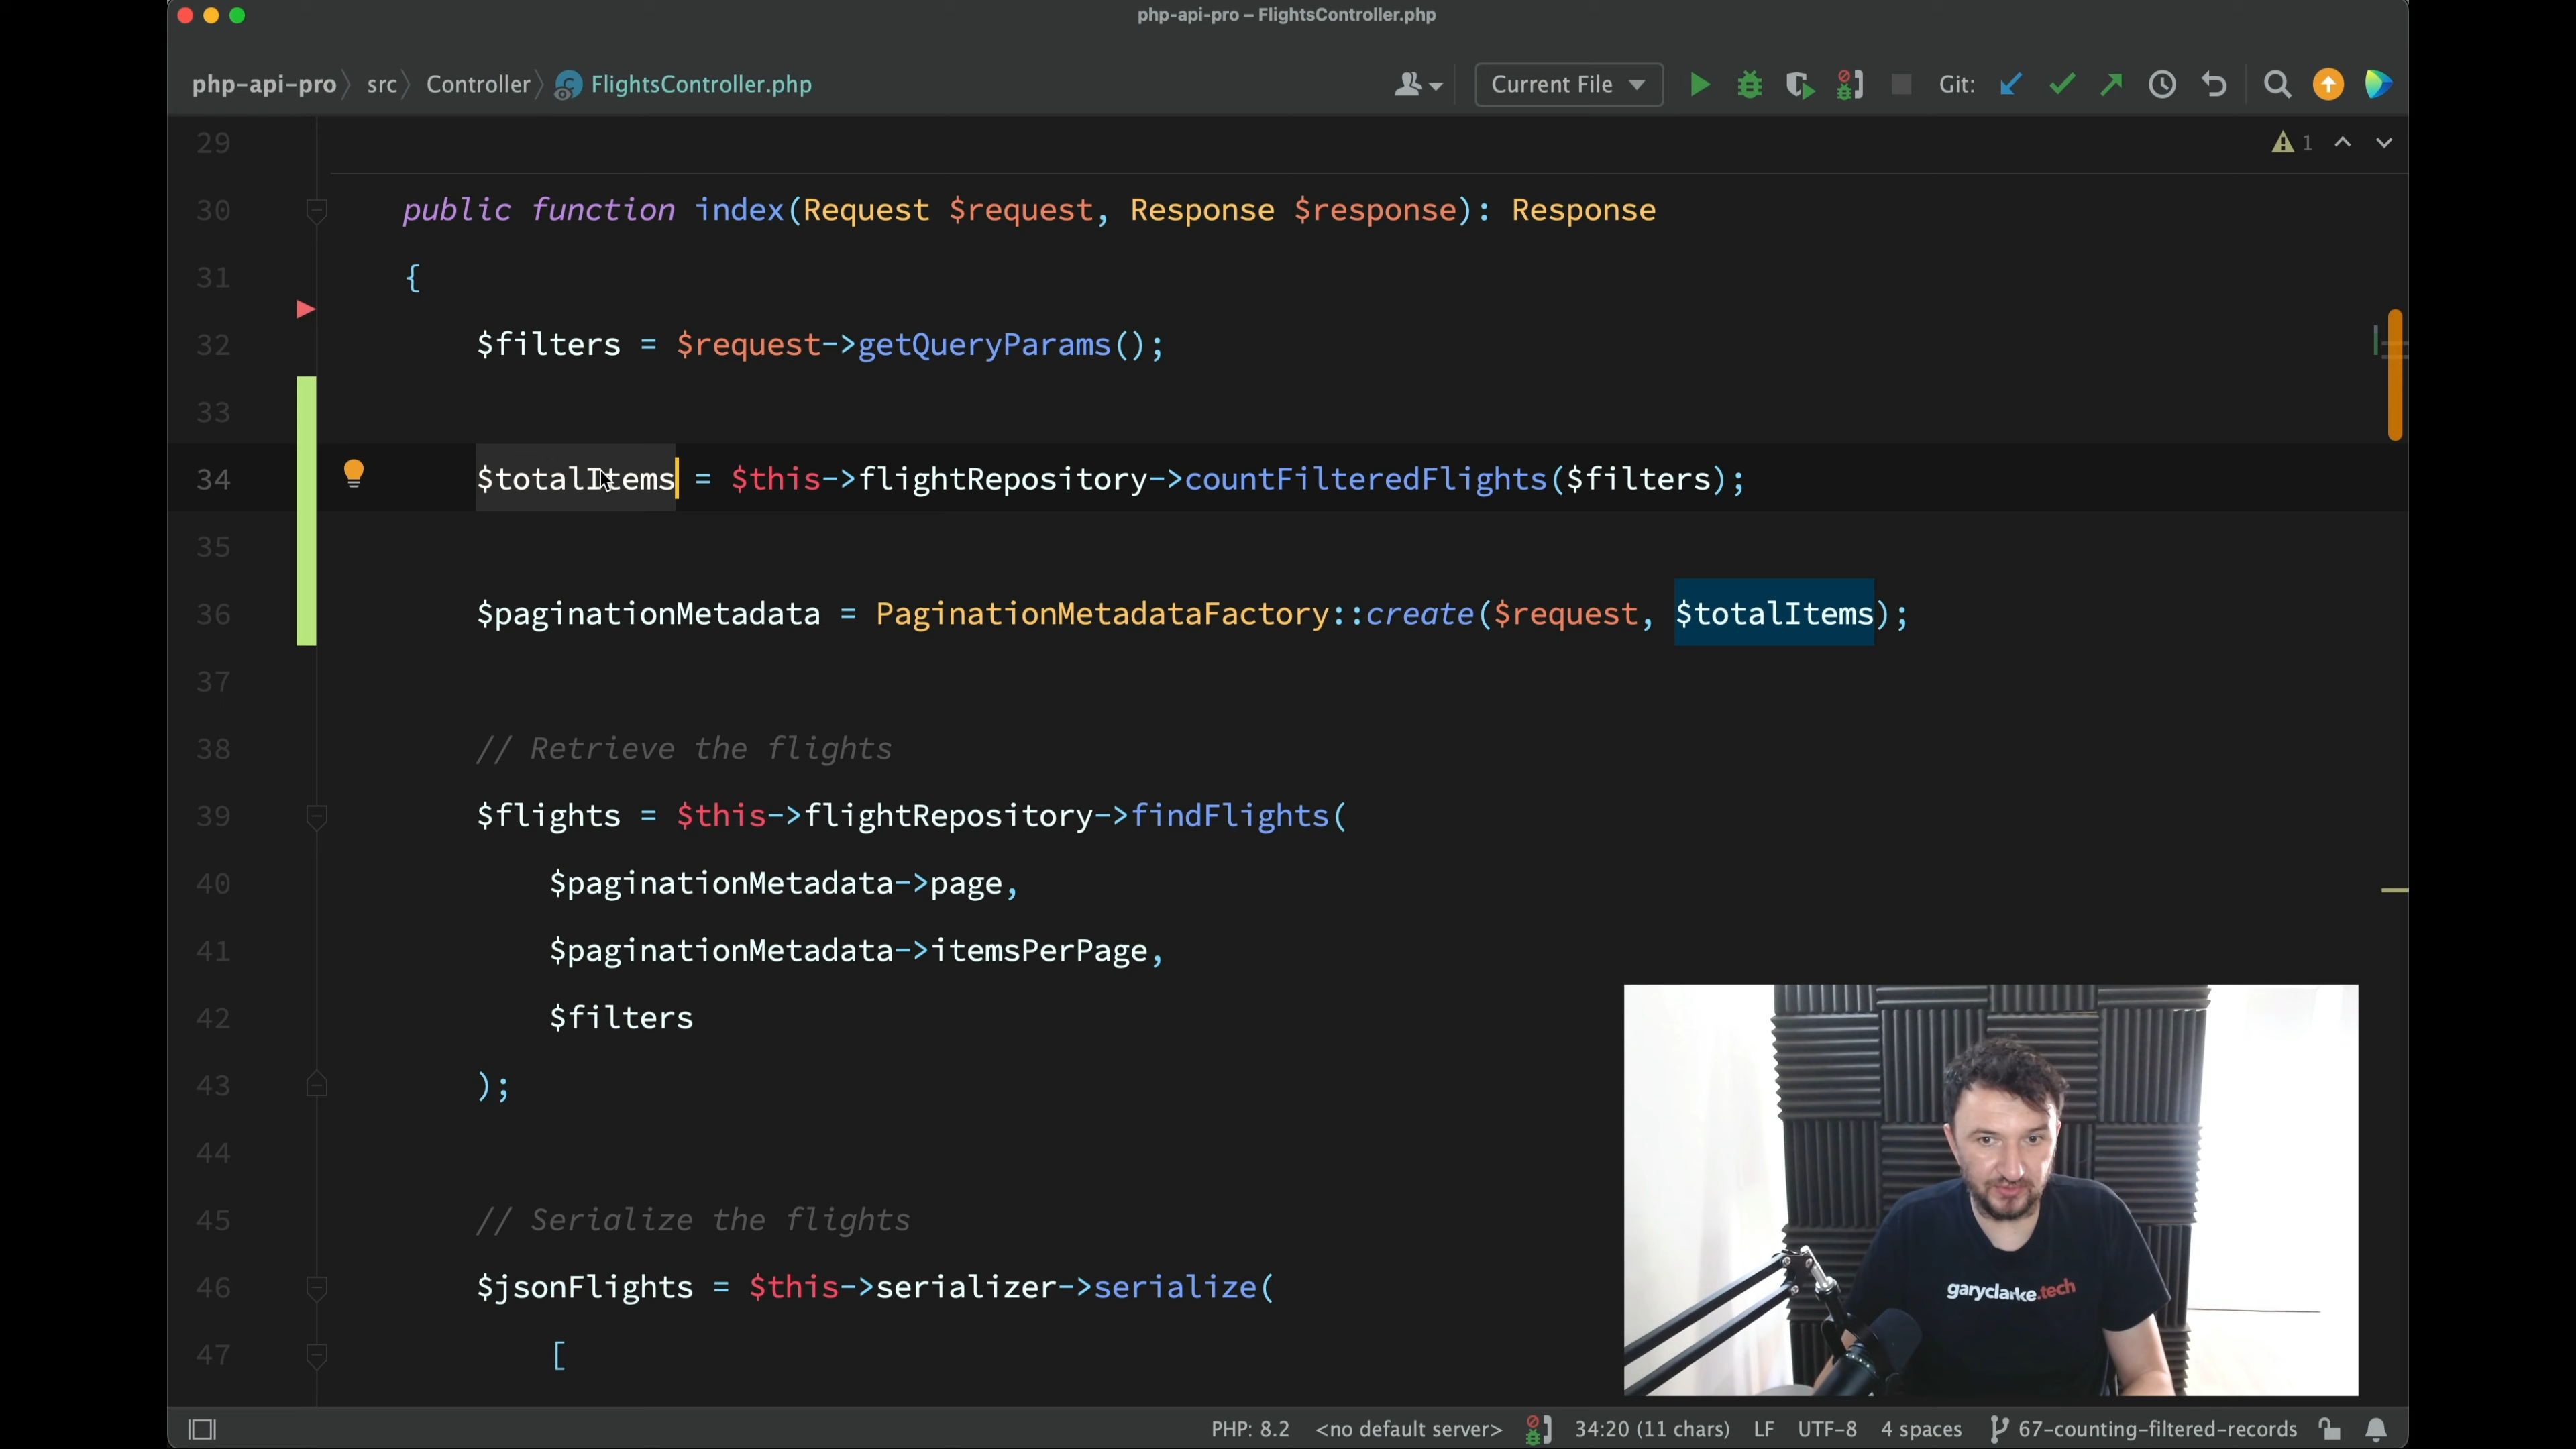 php-api-pro – FlightsController.php
php-api-pro src Controller FlightsController.php
Current File
Git:
29
1
30 public function index(Request $request, Response $response): Response
31 {
32 $filters = $request->getQueryParams();
33
34 $totalItems = $this->flightRepository->countFilteredFlights($filters);
35
36 $paginationMetadata = PaginationMetadataFactory::create($request, $totalItems);
37
38 // Retrieve the flights
39 $flights = $this->flightRepository->findFlights(
40 $paginationMetadata->page,
41 $paginationMetadata->itemsPerPage,
42 $filters
43 );
44
45 // Serialize the flights
46 $jsonFlights = $this->serializer->serialize(
47 [
garyclarke.tech
PHP: 8.2 <no default server> 34:20 (11 chars) LF UTF-8 4 spaces 67-counting-filtered-records